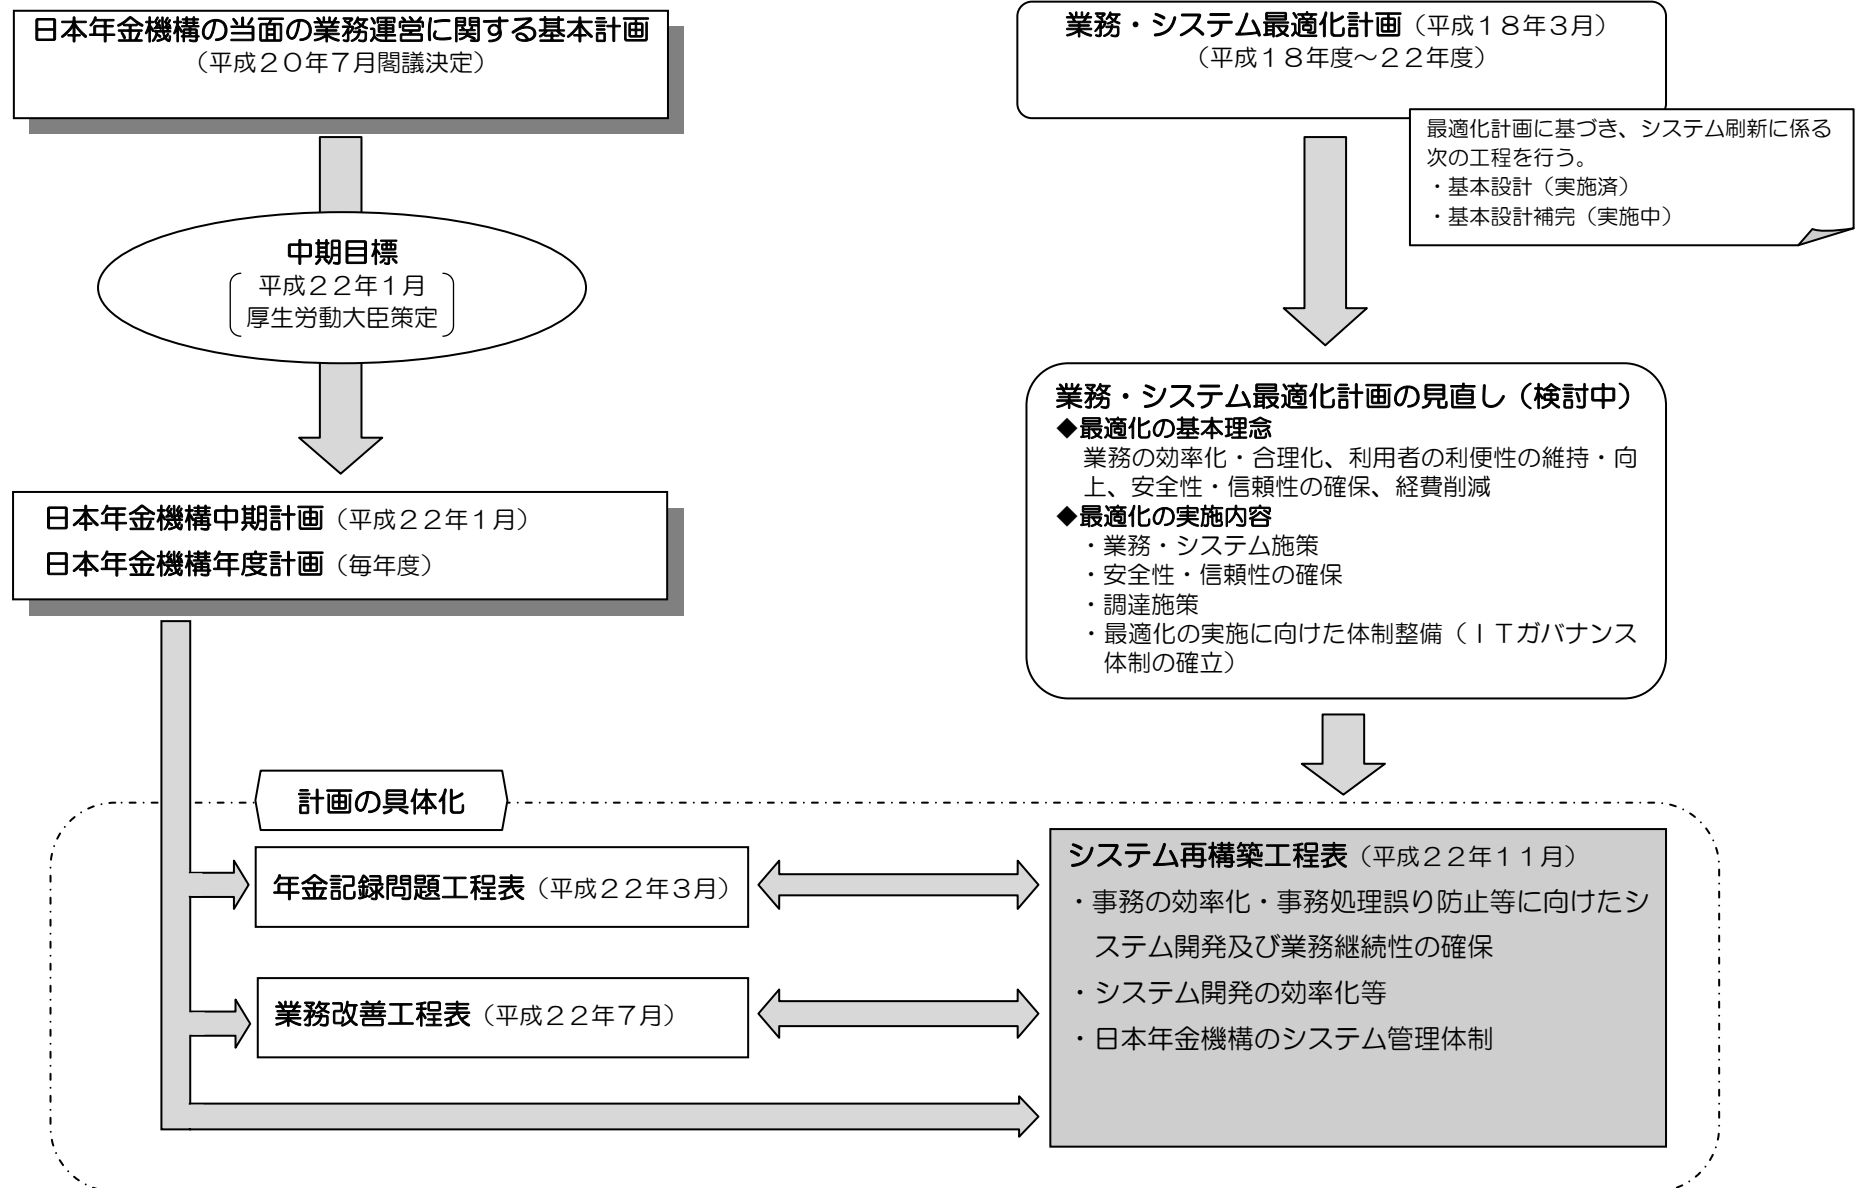 日本年金機構の当面の業務運営に関する基本計画
（平成２０年７月閣議決定）
中期目標
平成２２年１月
厚生労働大臣策定
日本年金機構中期計画（平成２２年１月）
日本年金機構年度計画（毎年度）
業務・システム最適化計画（平成１８年３月）
（平成１８年度～２２年度）
最適化計画に基づき、システム刷新に係る
次の工程を行う。
・基本設計（実施済）
・基本設計補完（実施中）
業務・システム最適化計画の見直し（検討中）
◆最適化の基本理念
業務の効率化・合理化、利用者の利便性の維持・向
上、安全性・信頼性の確保、経費削減
◆最適化の実施内容
・業務・システム施策
・安全性・信頼性の確保
・調達施策
・最適化の実施に向けた体制整備（ＩＴガバナンス
体制の確立）
計画の具体化
年金記録問題工程表（平成２２年３月）
業務改善工程表（平成２２年７月）
システム再構築工程表（平成２２年１１月）
・事務の効率化・事務処理誤り防止等に向けたシ
ステム開発及び業務継続性の確保
・システム開発の効率化等
・日本年金機構のシステム管理体制